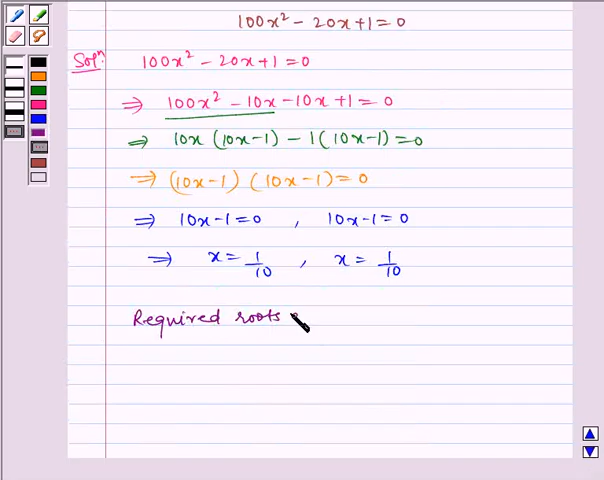 100x² - 20x + 1 = 0
Solⁿ: 100x² - 20x + 1 = 0
⇒ 100x² - 10x - 10x + 1 = 0
⇒ 10x (10x - 1) - 1 (10x - 1) = 0
⇒ (10x - 1) (10x - 1) = 0
⇒ 10x - 1 = 0 , 10x - 1 = 0
⇒ x = 1/10 , x = 1/10
Required roots